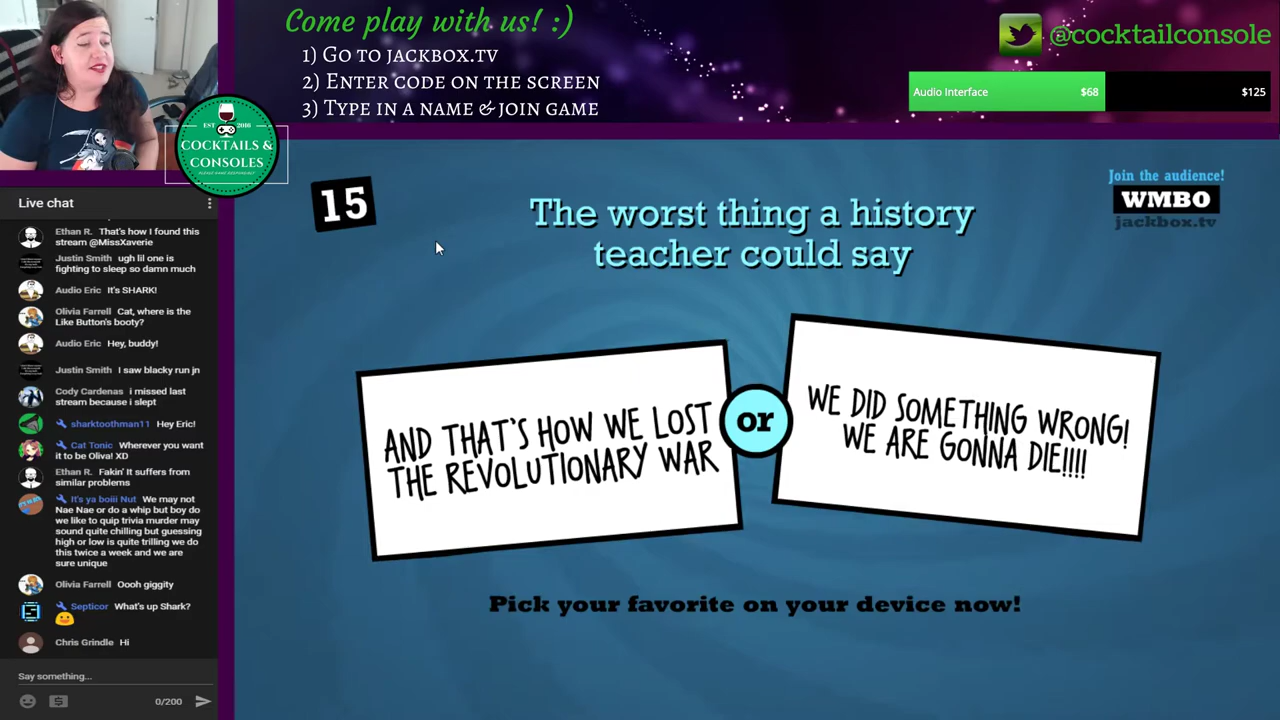 Come play with us! :)
1) Go to jackbox.tv
2) Enter code on the screen
3) Type in a name & join game
@cocktailconsole
Audio Interface $68 $125
EST 2010
COCKTAILS &
CONSOLES
Live chat
Ethan R. That's how I found this
stream @MissXaverie
Justin Smith ugh lil one is
fighting to sleep so damn much
Audio Eric It's SHARK!
Olivia Farrell Cat, where is the
Like Button's booty?
Audio Eric Hey, buddy!
Justin Smith I saw blacky run jn
Cody Cardenas i missed last
stream because i slept
sharktoothman11 Hey Eric!
Cat Tonic Wherever you want
it to be Oliva! XD
Ethan R. Fakin' It suffers from
similar problems
It's ya boiii Nut We may not
Nae Nae or do a whip but boy do
we like to quip trivia murder may
sound quite chilling but guessing
high or low is quite trilling we do
this twice a week and we are
sure unique
Olivia Farrell Oooh giggity
Septicor What's up Shark?
Chris Grindle Hi
Say something...
0/200
15
The worst thing a history
teacher could say
Join the audience!
WMBO
jackbox.tv
AND THAT'S HOW WE LOST
THE REVOLUTIONARY WAR
or
WE DID SOMETHING WRONG!
WE ARE GONNA DIE!!!!
Pick your favorite on your device now!